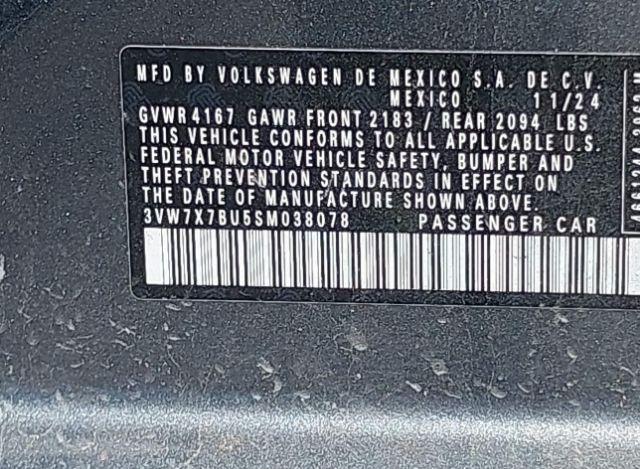 MFD BY VOLKSWAGEN DE MEXICO S.A. DE C.V.
MEXICO 11/24
GVWR 4167 GAWR FRONT 2183 / REAR 2094 LBS
THIS VEHICLE CONFORMS TO ALL APPLICABLE U.S.
FEDERAL MOTOR VEHICLE SAFETY, BUMPER AND
THEFT PREVENTION STANDARDS IN EFFECT ON
THE DATE OF MANUFACTURE SHOWN ABOVE.
3VW7X7BU5SM038078 PASSENGER CAR